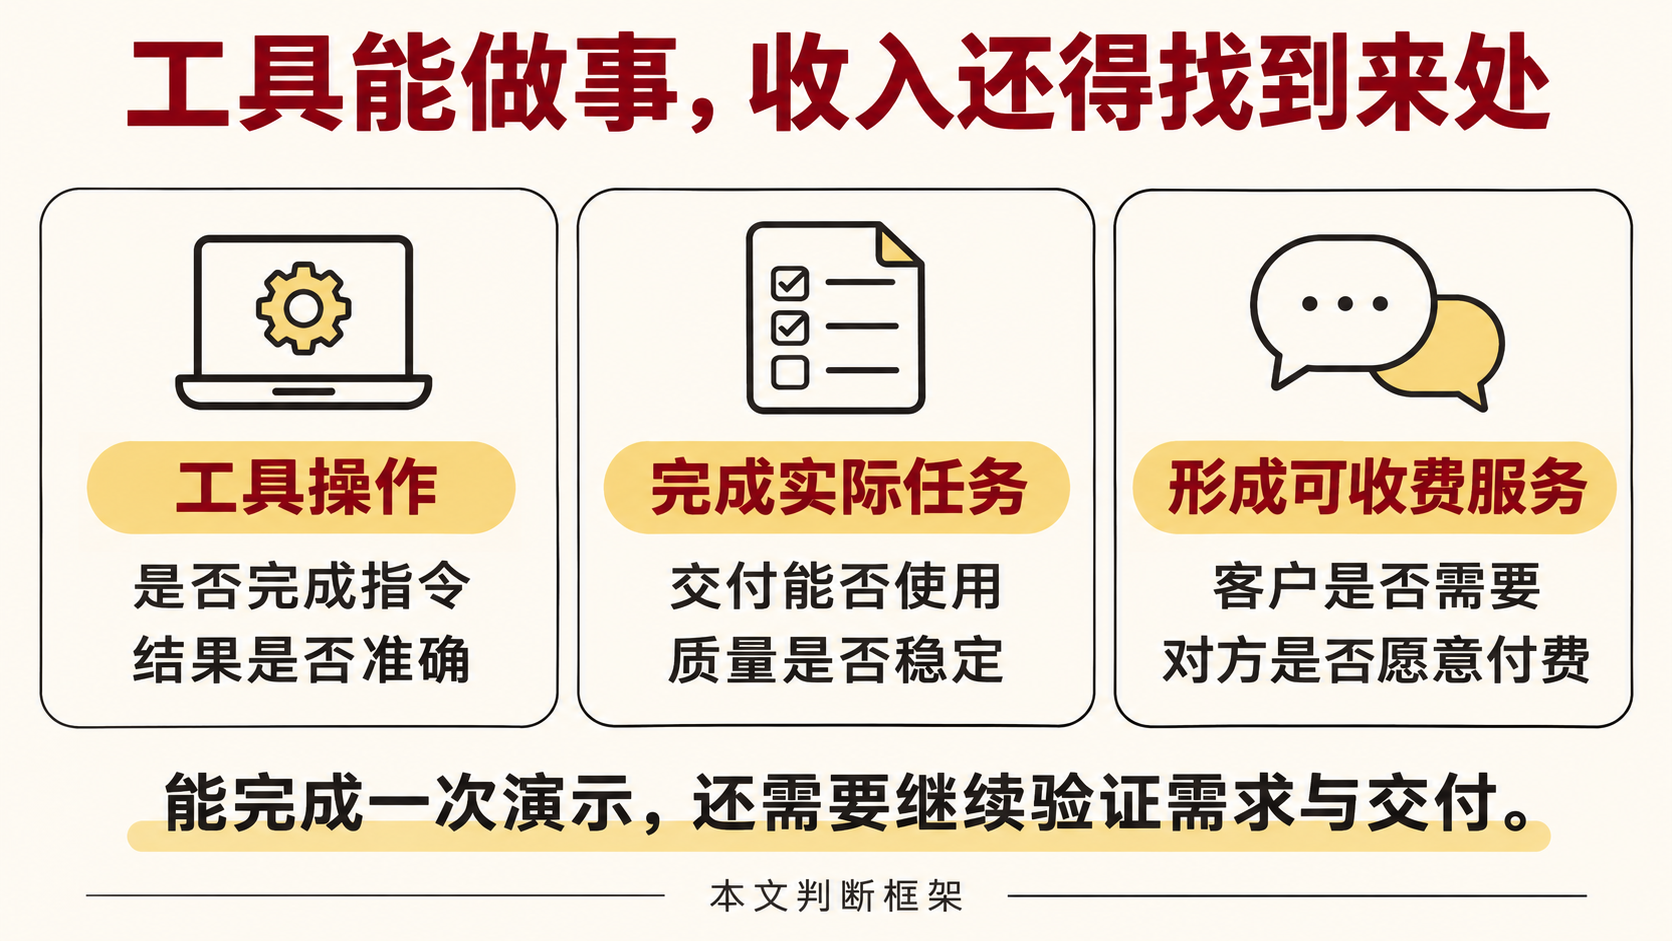 工具能做事，收入还得找到来处
工具操作
是否完成指令
结果是否准确
完成实际任务
交付能否使用
质量是否稳定
形成可收费服务
客户是否需要
对方是否愿意付费
能完成一次演示，还需要继续验证需求与交付。
本文判断框架